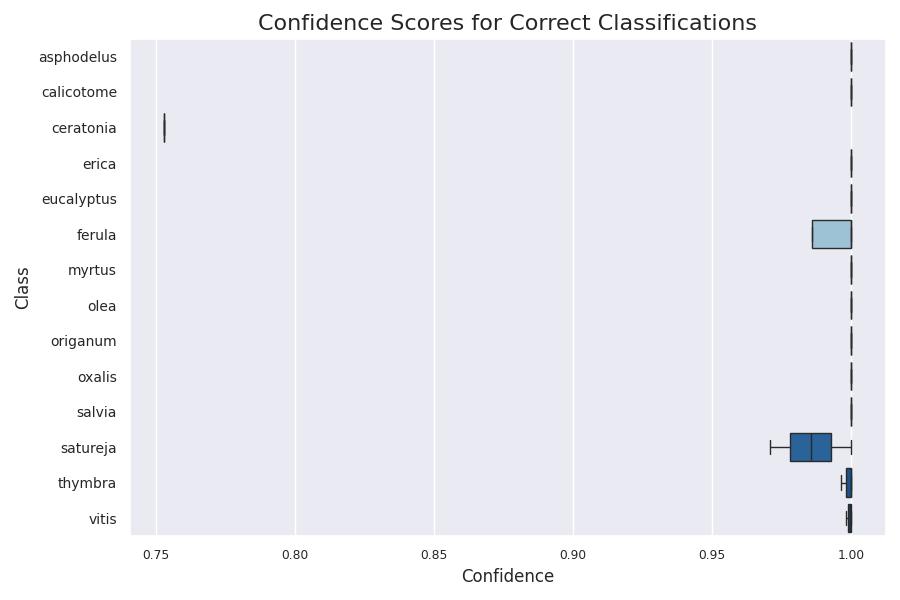 Confidence Scores for Correct Classifications
asphodelus
calicotome
ceratonia
erica
eucalyptus
ferula
myrtus
olea
origanum
oxalis
salvia
satureja
thymbra
vitis
Class
0.75 0.80 0.85 0.90 0.95 1.00
Confidence